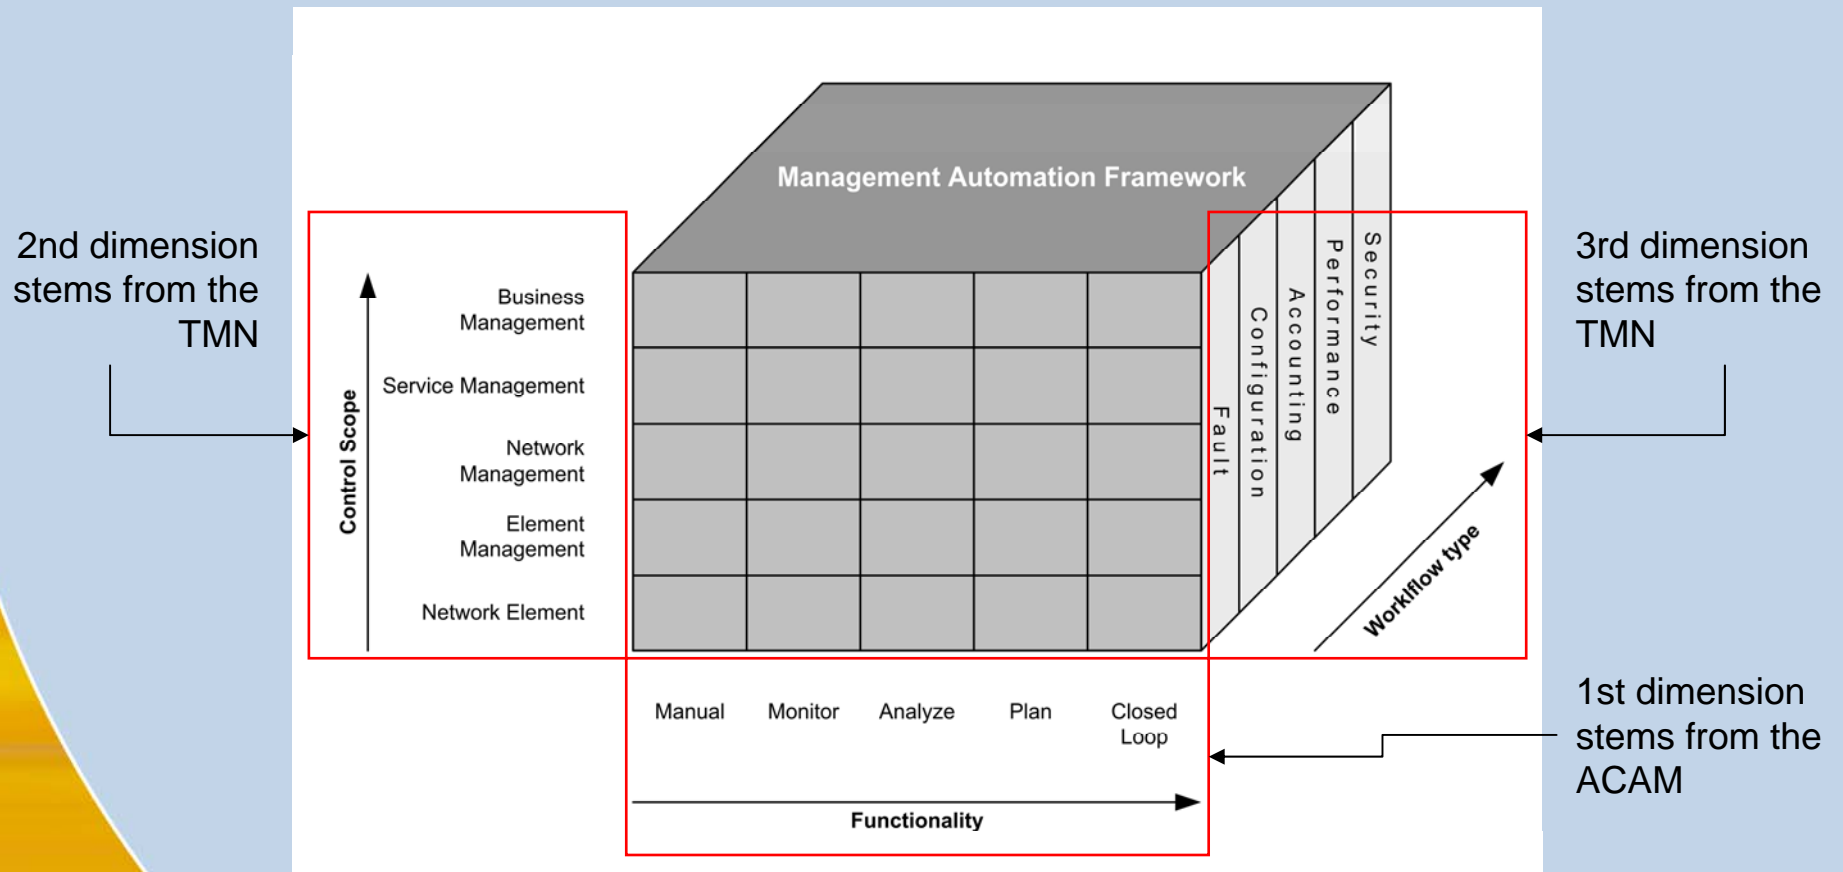 Management Automation Framework
2nd dimension
stems from the
TMN
3rd dimension
stems from the
TMN
1st dimension
stems from the
ACAM
Control Scope
Business
Management
Service Management
Network
Management
Element
Management
Network Element
Fault
Configuration
Accounting
Performance
Security
Worklflow type
Manual
Monitor
Analyze
Plan
Closed
Loop
Functionality